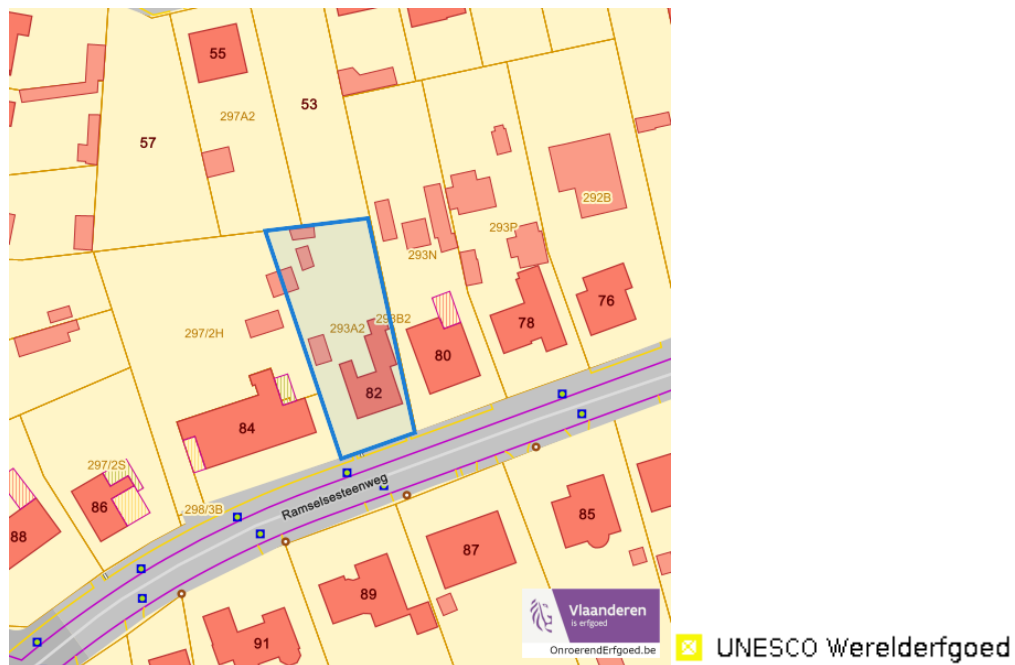 55
297A2
53
57
292B
293P
293N
76
297/2H
293A2
293B2
78
80
82
84
297/2S
Ramselsesteenweg
86
298/3B
88
85
87
89
91
Vlaanderen
is erfgoed
OnroerendErfgoed.be
UNESCO Werelderfgoed